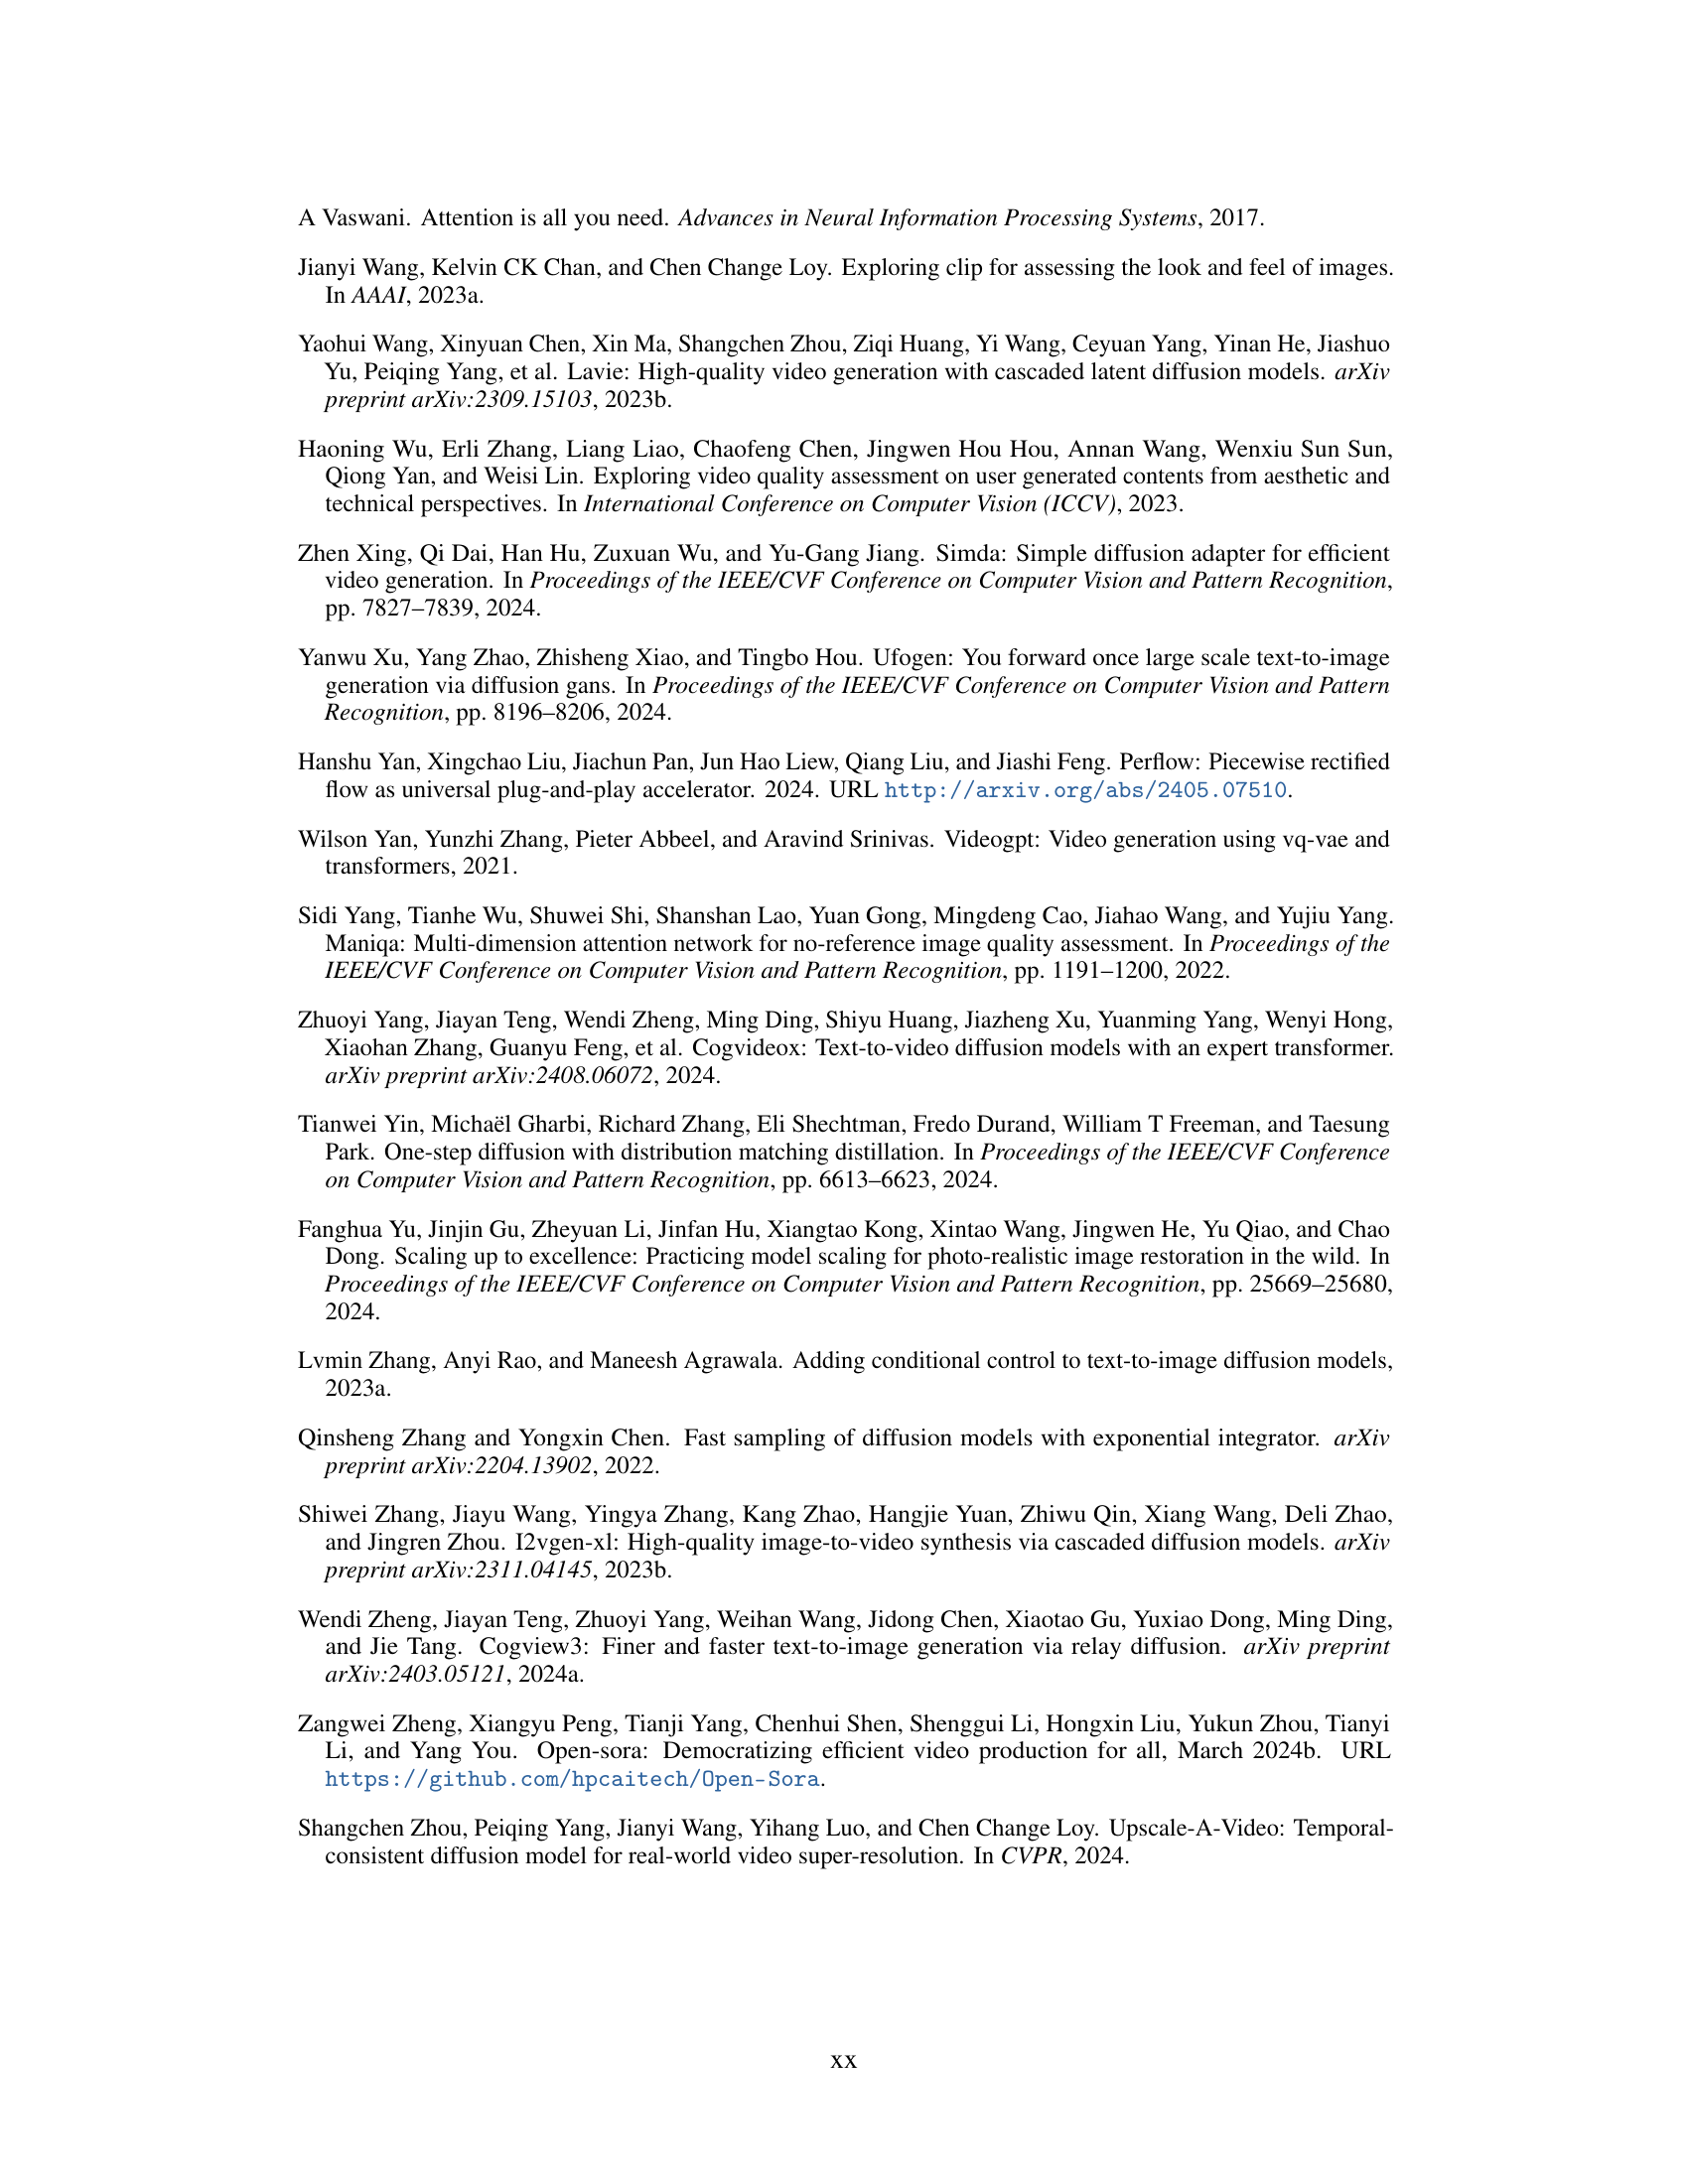 A Vaswani. Attention is all you need. Advances in Neural Information Processing Systems, 2017.
Jianyi Wang, Kelvin CK Chan, and Chen Change Loy. Exploring clip for assessing the look and feel of images.
In AAAI, 2023a.
Yaohui Wang, Xinyuan Chen, Xin Ma, Shangchen Zhou, Ziqi Huang, Yi Wang, Ceyuan Yang, Yinan He, Jiashuo
Yu, Peiqing Yang, et al. Lavie: High-quality video generation with cascaded latent diffusion models. arXiv
preprint arXiv:2309.15103, 2023b.
Haoning Wu, Erli Zhang, Liang Liao, Chaofeng Chen, Jingwen Hou Hou, Annan Wang, Wenxiu Sun Sun,
Qiong Yan, and Weisi Lin. Exploring video quality assessment on user generated contents from aesthetic and
technical perspectives. In International Conference on Computer Vision (ICCV), 2023.
Zhen Xing, Qi Dai, Han Hu, Zuxuan Wu, and Yu-Gang Jiang. Simda: Simple diffusion adapter for efficient
video generation. In Proceedings of the IEEE/CVF Conference on Computer Vision and Pattern Recognition,
pp. 7827–7839, 2024.
Yanwu Xu, Yang Zhao, Zhisheng Xiao, and Tingbo Hou. Ufogen: You forward once large scale text-to-image
generation via diffusion gans. In Proceedings of the IEEE/CVF Conference on Computer Vision and Pattern
Recognition, pp. 8196–8206, 2024.
Hanshu Yan, Xingchao Liu, Jiachun Pan, Jun Hao Liew, Qiang Liu, and Jiashi Feng. Perflow: Piecewise rectified
flow as universal plug-and-play accelerator. 2024. URL http://arxiv.org/abs/2405.07510.
Wilson Yan, Yunzhi Zhang, Pieter Abbeel, and Aravind Srinivas. Videogpt: Video generation using vq-vae and
transformers, 2021.
Sidi Yang, Tianhe Wu, Shuwei Shi, Shanshan Lao, Yuan Gong, Mingdeng Cao, Jiahao Wang, and Yujiu Yang.
Maniqa: Multi-dimension attention network for no-reference image quality assessment. In Proceedings of the
IEEE/CVF Conference on Computer Vision and Pattern Recognition, pp. 1191–1200, 2022.
Zhuoyi Yang, Jiayan Teng, Wendi Zheng, Ming Ding, Shiyu Huang, Jiazheng Xu, Yuanming Yang, Wenyi Hong,
Xiaohan Zhang, Guanyu Feng, et al. Cogvideox: Text-to-video diffusion models with an expert transformer.
arXiv preprint arXiv:2408.06072, 2024.
Tianwei Yin, Michaël Gharbi, Richard Zhang, Eli Shechtman, Fredo Durand, William T Freeman, and Taesung
Park. One-step diffusion with distribution matching distillation. In Proceedings of the IEEE/CVF Conference
on Computer Vision and Pattern Recognition, pp. 6613–6623, 2024.
Fanghua Yu, Jinjin Gu, Zheyuan Li, Jinfan Hu, Xiangtao Kong, Xintao Wang, Jingwen He, Yu Qiao, and Chao
Dong. Scaling up to excellence: Practicing model scaling for photo-realistic image restoration in the wild. In
Proceedings of the IEEE/CVF Conference on Computer Vision and Pattern Recognition, pp. 25669–25680,
2024.
Lvmin Zhang, Anyi Rao, and Maneesh Agrawala. Adding conditional control to text-to-image diffusion models,
2023a.
Qinsheng Zhang and Yongxin Chen. Fast sampling of diffusion models with exponential integrator. arXiv
preprint arXiv:2204.13902, 2022.
Shiwei Zhang, Jiayu Wang, Yingya Zhang, Kang Zhao, Hangjie Yuan, Zhiwu Qin, Xiang Wang, Deli Zhao,
and Jingren Zhou. I2vgen-xl: High-quality image-to-video synthesis via cascaded diffusion models. arXiv
preprint arXiv:2311.04145, 2023b.
Wendi Zheng, Jiayan Teng, Zhuoyi Yang, Weihan Wang, Jidong Chen, Xiaotao Gu, Yuxiao Dong, Ming Ding,
and Jie Tang. Cogview3: Finer and faster text-to-image generation via relay diffusion. arXiv preprint
arXiv:2403.05121, 2024a.
Zangwei Zheng, Xiangyu Peng, Tianji Yang, Chenhui Shen, Shenggui Li, Hongxin Liu, Yukun Zhou, Tianyi
Li, and Yang You. Open-sora: Democratizing efficient video production for all, March 2024b. URL
https://github.com/hpcaitech/Open-Sora.
Shangchen Zhou, Peiqing Yang, Jianyi Wang, Yihang Luo, and Chen Change Loy. Upscale-A-Video: Temporal-
consistent diffusion model for real-world video super-resolution. In CVPR, 2024.
xx